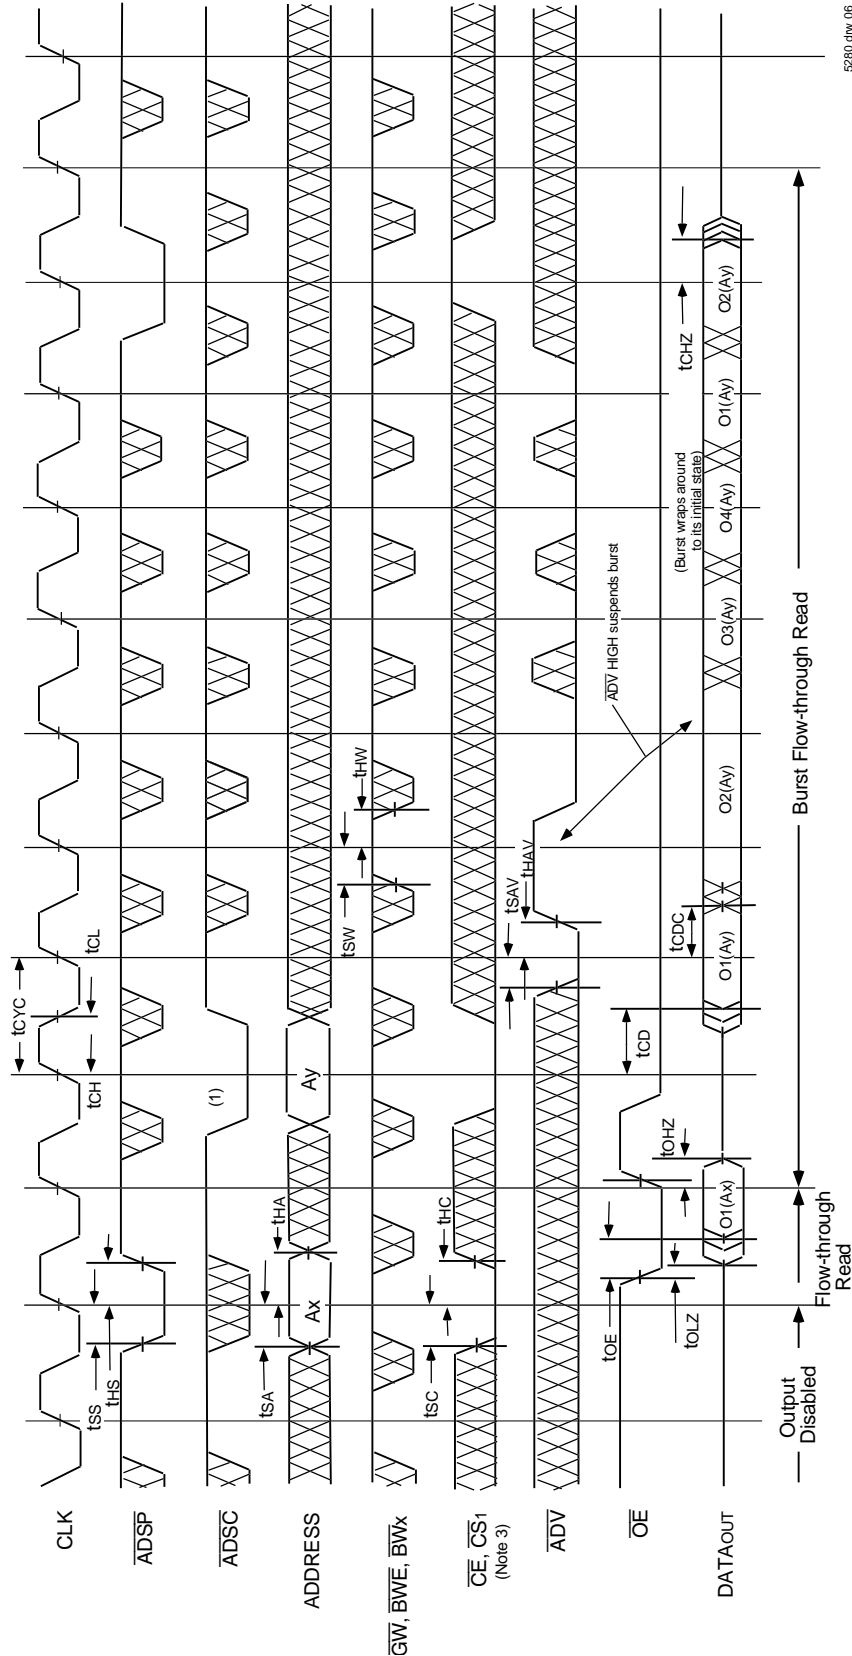 CLK
tCYC
tSS
tHS
tCH
tCL
ADSP
ADSC
(1)
ADDRESS
tSA
tHA
Ax
Ay
GW, BWE, BWx
tSW
tHW
CE, CS1
(Note 3)
tSC
tHC
ADV
tSAV
tHAV
ADV HIGH suspends burst
OE
tOE
tOLZ
tOHZ
tCD
tCDC
tCHZ
(Burst wraps around
to its initial state)
DATAOUT
O1(Ax)
O1(Ay)
O2(Ay)
O3(Ay)
O4(Ay)
O1(Ay)
O2(Ay)
Output
Disabled
Flow-through
Read
Burst Flow-through Read
5280 drw 06